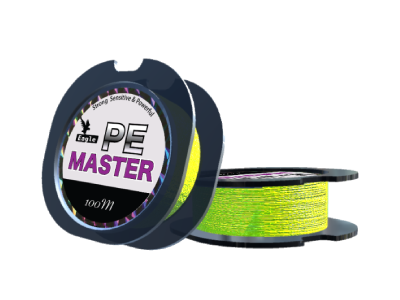 Strong Sensitive & Powerful
Eagle
PE
MASTER
100M